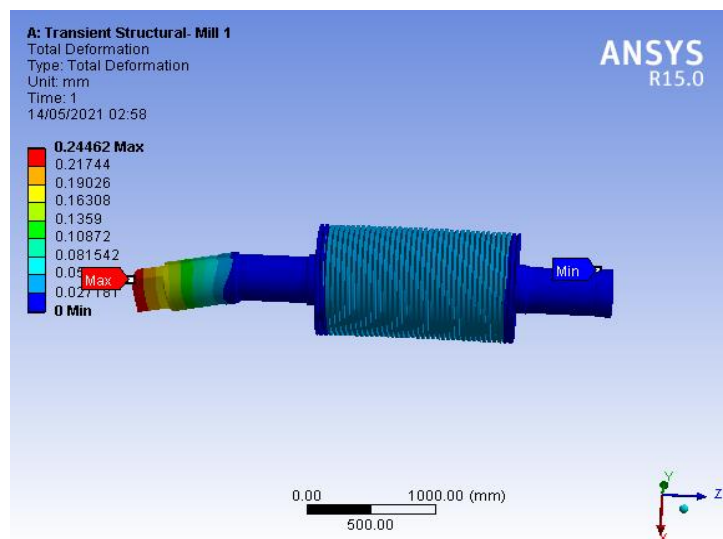 A: Transient Structural- Mill 1
Total Deformation
Type: Total Deformation
Unit: mm
Time: 1
14/05/2021 02:58
ANSYS
R15.0
0.24462 Max
0.21744
0.19026
0.16308
0.1359
0.10872
0.081542
0.027181
0 Min
Max
Min
0.00 1000.00 (mm)
500.00
Y
Z
X